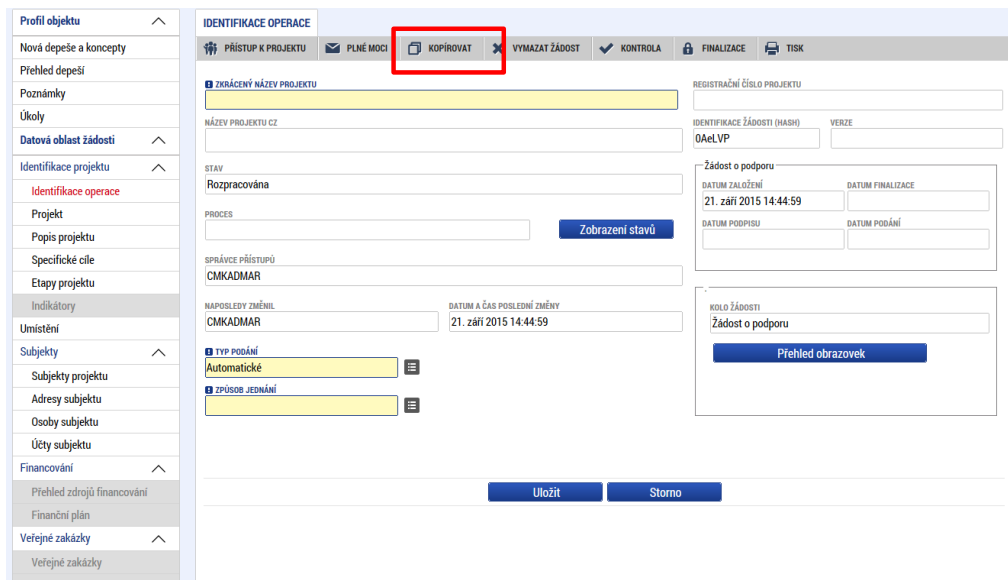 Profil objektu
Nová depeše a koncepty
Přehled depeší
Poznámky
Úkoly
Datová oblast žádosti
Identifikace projektu
Identifikace operace
Projekt
Popis projektu
Specifické cíle
Etapy projektu
Indikátory
Umístění
Subjekty
Subjekty projektu
Adresy subjektu
Osoby subjektu
Účty subjektu
Financování
Přehled zdrojů financování
Finanční plán
Veřejné zakázky
Veřejné zakázky
IDENTIFIKACE OPERACE
PŘÍSTUP K PROJEKTU PLNÉ MOCI KOPÍROVAT VYMAZAT ŽÁDOST KONTROLA FINALIZACE TISK
ZKRÁCENÝ NÁZEV PROJEKTU
NÁZEV PROJEKTU CZ
STAV
Rozpracována
PROCES
Zobrazení stavů
SPRÁVCE PŘÍSTUPŮ
CMKADMAR
NAPOSLEDY ZMĚNIL DATUM A ČAS POSLEDNÍ ZMĚNY
CMKADMAR 21. září 2015 14:44:59
TYP PODÁNÍ
Automatické
ZPŮSOB JEDNÁNÍ
REGISTRAČNÍ ČÍSLO PROJEKTU
IDENTIFIKACE ŽÁDOSTI (HASH) VERZE
0AeLVP
Žádost o podporu
DATUM ZALOŽENÍ DATUM FINALIZACE
21. září 2015 14:44:59
DATUM PODPISU DATUM PODÁNÍ
KOLO ŽÁDOSTI
Žádost o podporu
Přehled obrazovek
Uložit Storno